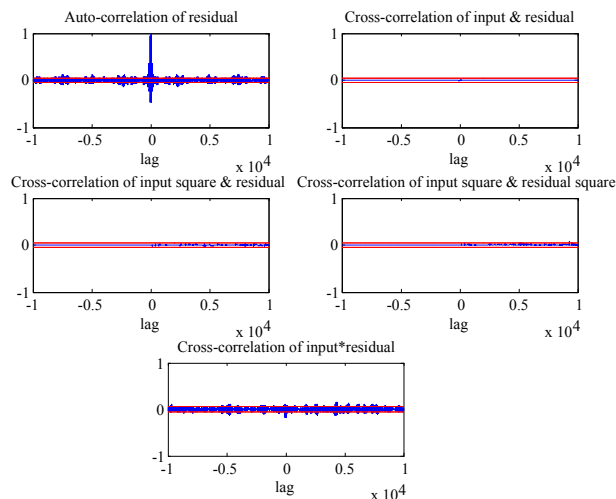 Auto-correlation of residual
1
0
-1
-1 -0.5 0 0.5 1
lag
x 10^4
Cross-correlation of input & residual
1
0
-1
-1 -0.5 0 0.5 1
lag
x 10^4
Cross-correlation of input square & residual
1
0
-1
-1 -0.5 0 0.5 1
lag
x 10^4
Cross-correlation of input square & residual square
1
0
-1
-1 -0.5 0 0.5 1
lag
x 10^4
Cross-correlation of input*residual
1
0
-1
-1 -0.5 0 0.5 1
lag
x 10^4